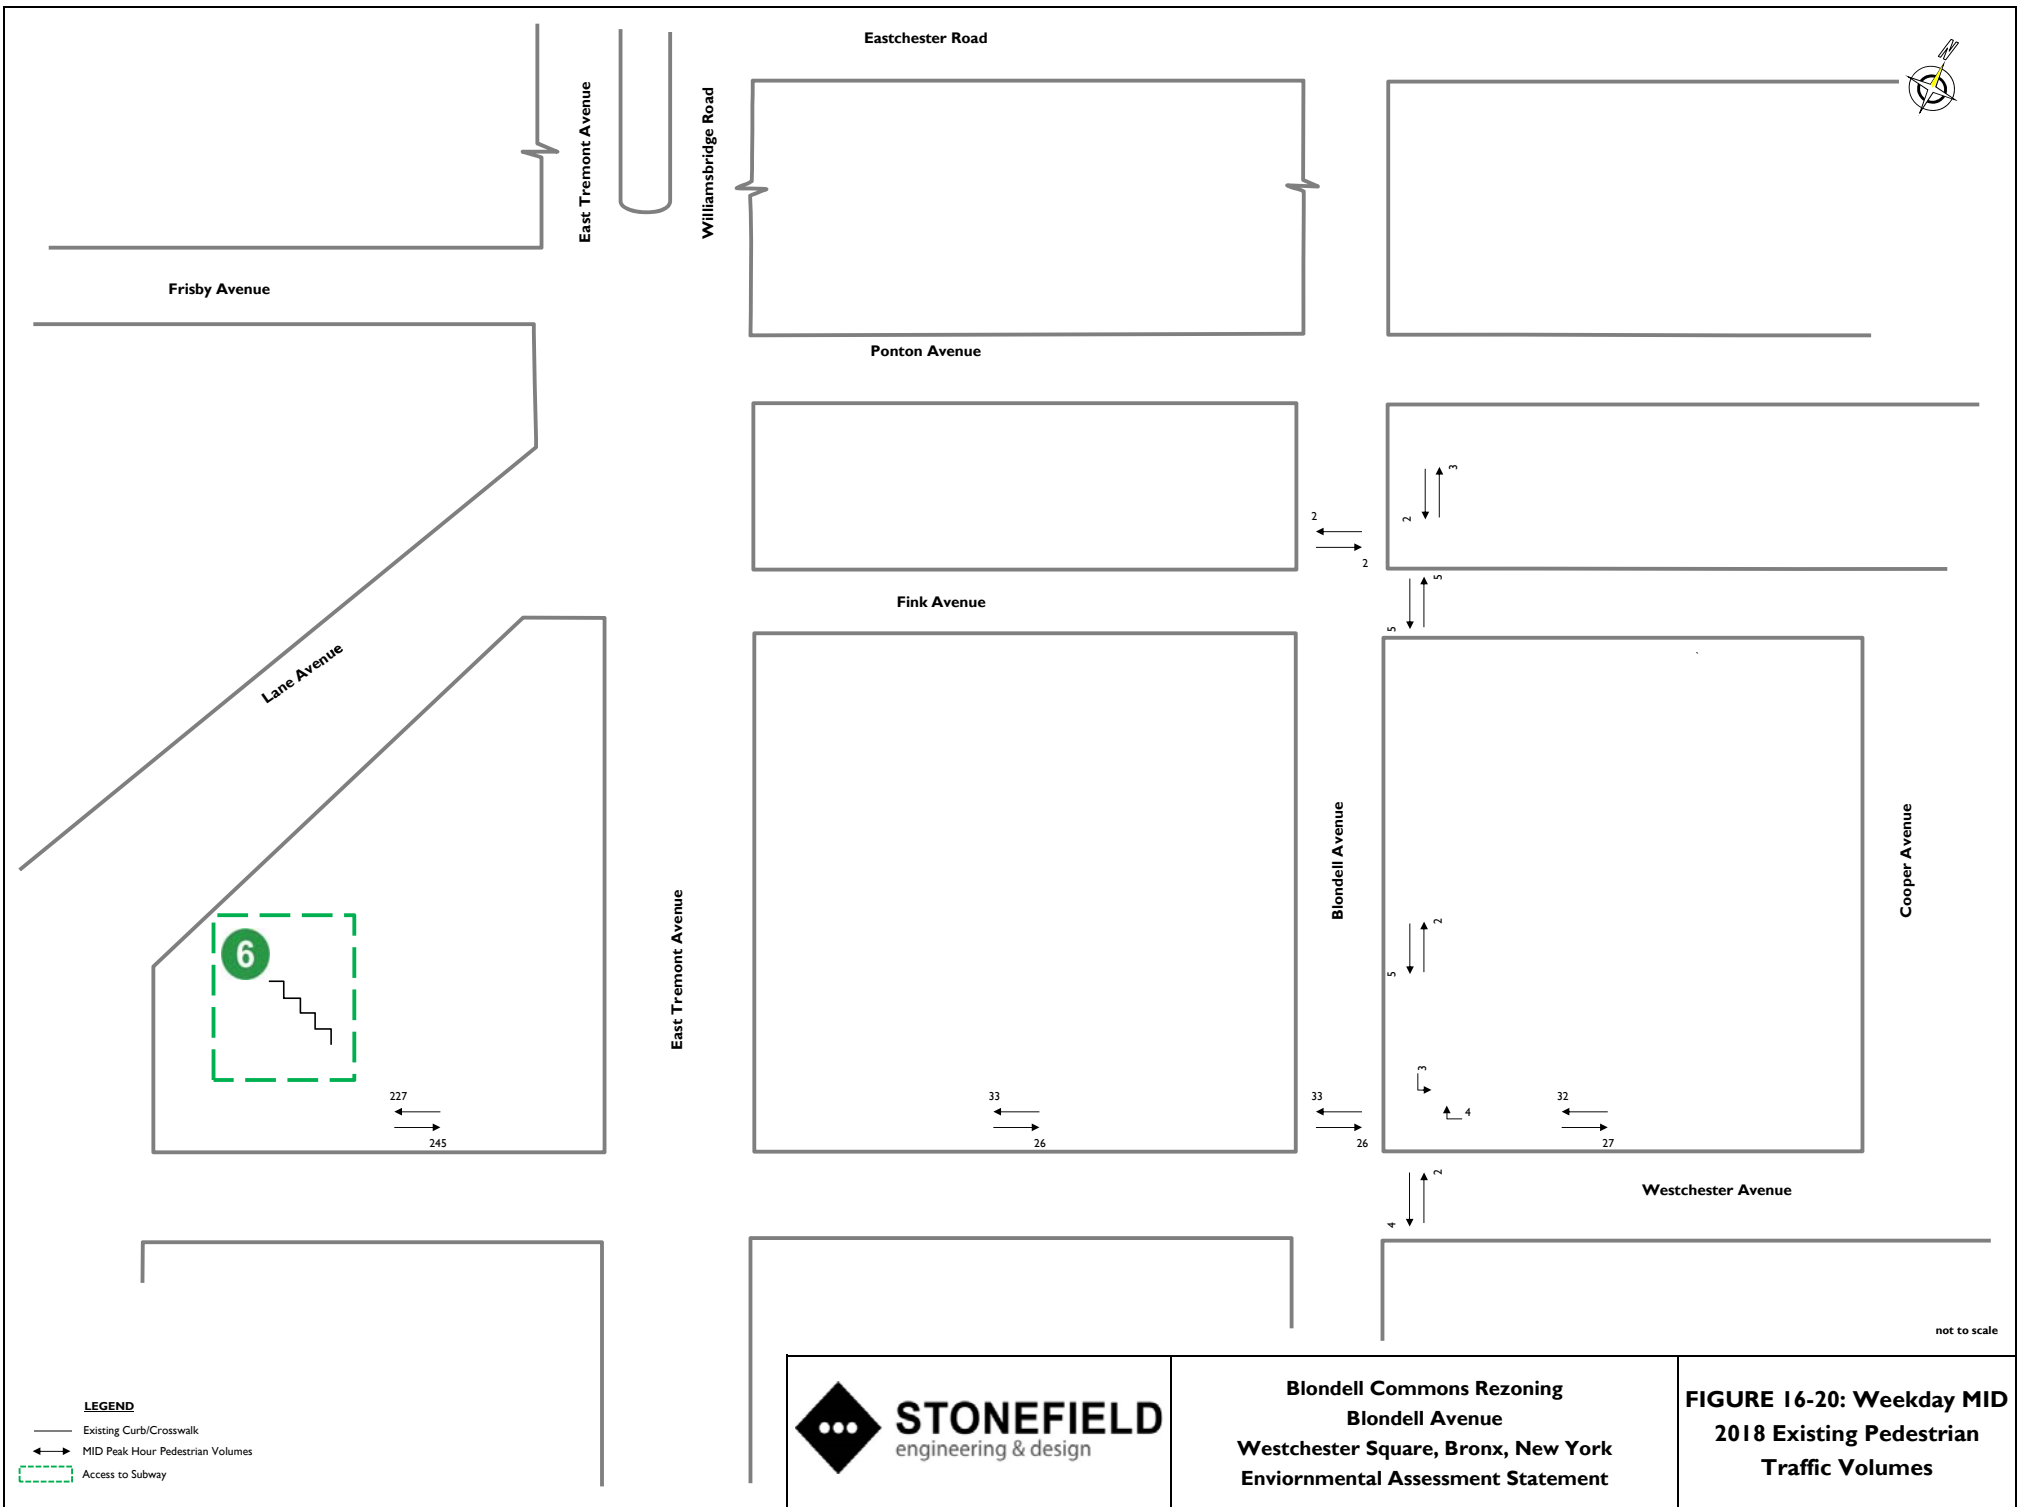 Eastchester Road
N
East Tremont Avenue
Williamsbridge Road
Frisby Avenue
Ponton Avenue
3
2
2
2
5
5
Fink Avenue
Lane Avenue
Blondell Avenue
Cooper Avenue
East Tremont Avenue
6
2
5
3
4
227
245
33
26
33
26
32
27
Westchester Avenue
2
4
not to scale
LEGEND
Existing Curb/Crosswalk
MID Peak Hour Pedestrian Volumes
Access to Subway
STONEFIELD
engineering & design
Blondell Commons Rezoning
Blondell Avenue
Westchester Square, Bronx, New York
Enviornmental Assessment Statement
FIGURE 16-20: Weekday MID
2018 Existing Pedestrian
Traffic Volumes